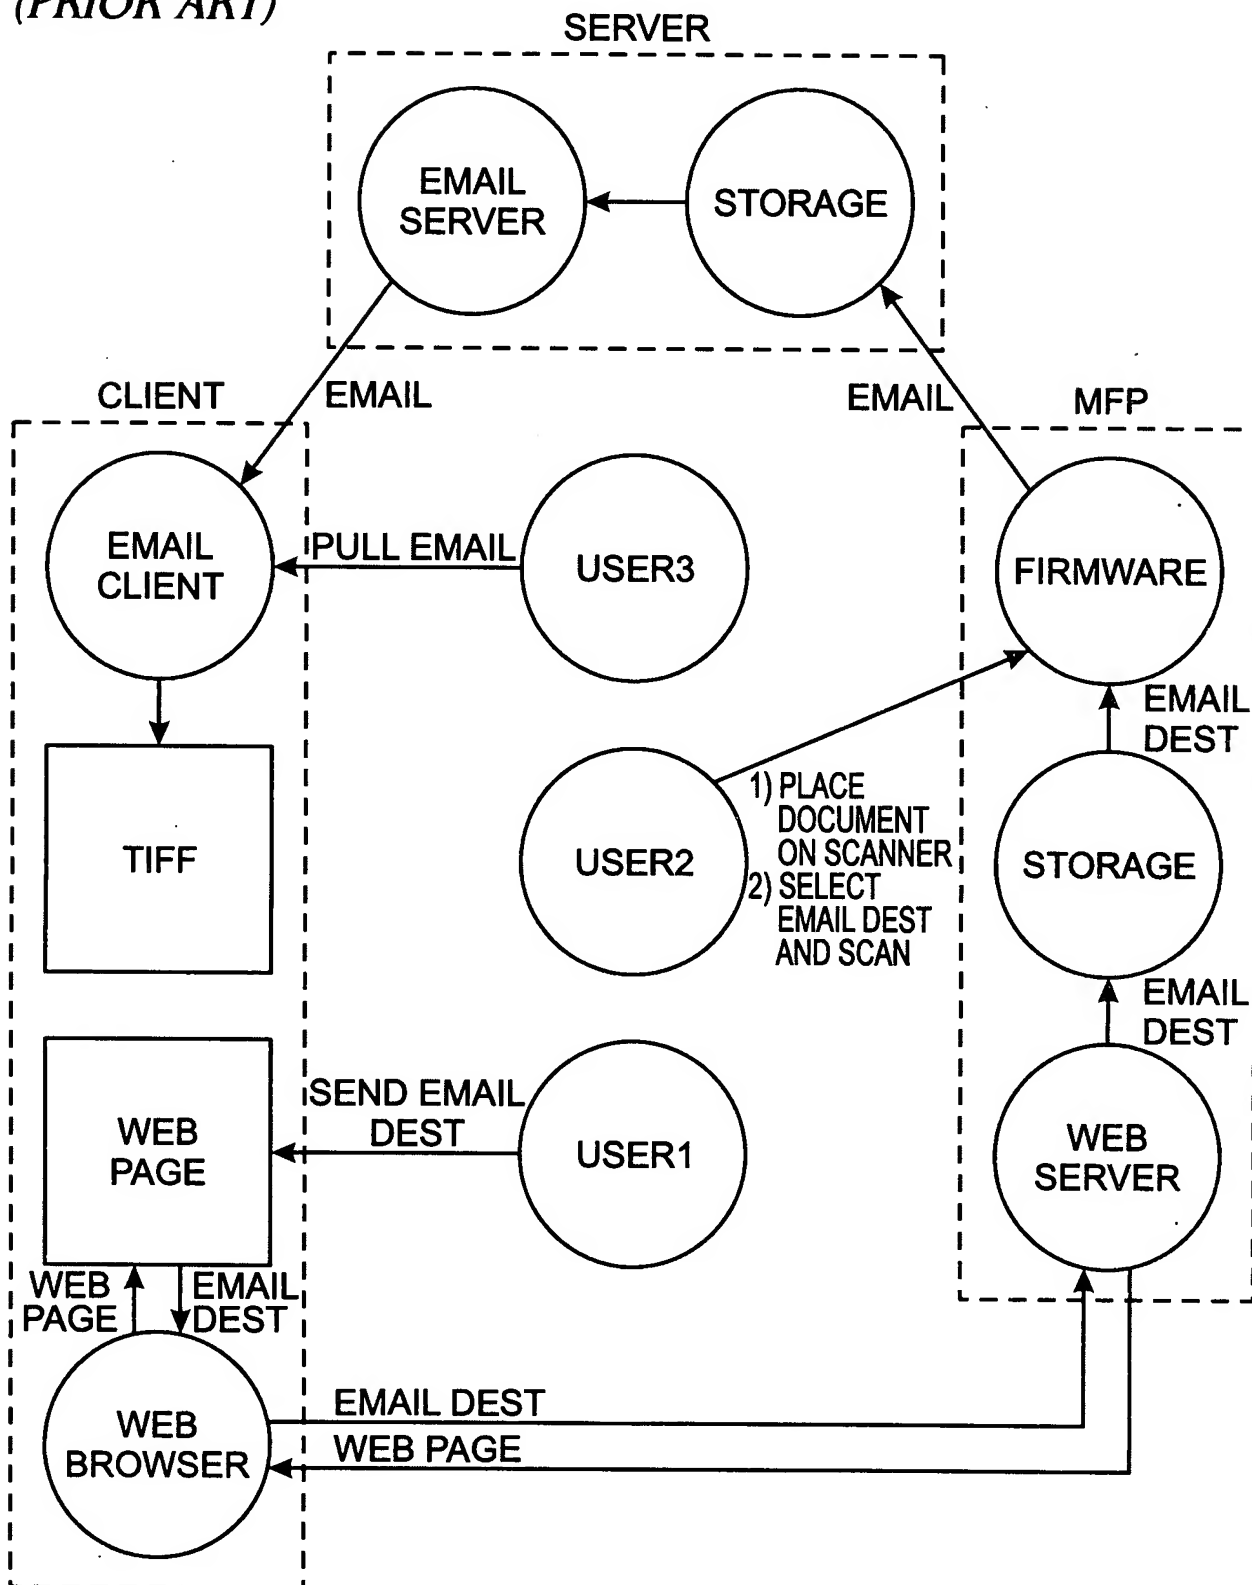 (PRIOR ART)
SERVER
EMAIL
SERVER
STORAGE
EMAIL
EMAIL
CLIENT
MFP
EMAIL
CLIENT
PULL EMAIL
USER3
FIRMWARE
EMAIL
DEST
TIFF
USER2
1) PLACE
DOCUMENT
ON SCANNER
2) SELECT
EMAIL DEST
AND SCAN
STORAGE
EMAIL
DEST
WEB
PAGE
SEND EMAIL
DEST
USER1
WEB
SERVER
WEB
PAGE
EMAIL
DEST
WEB
BROWSER
EMAIL DEST
WEB PAGE